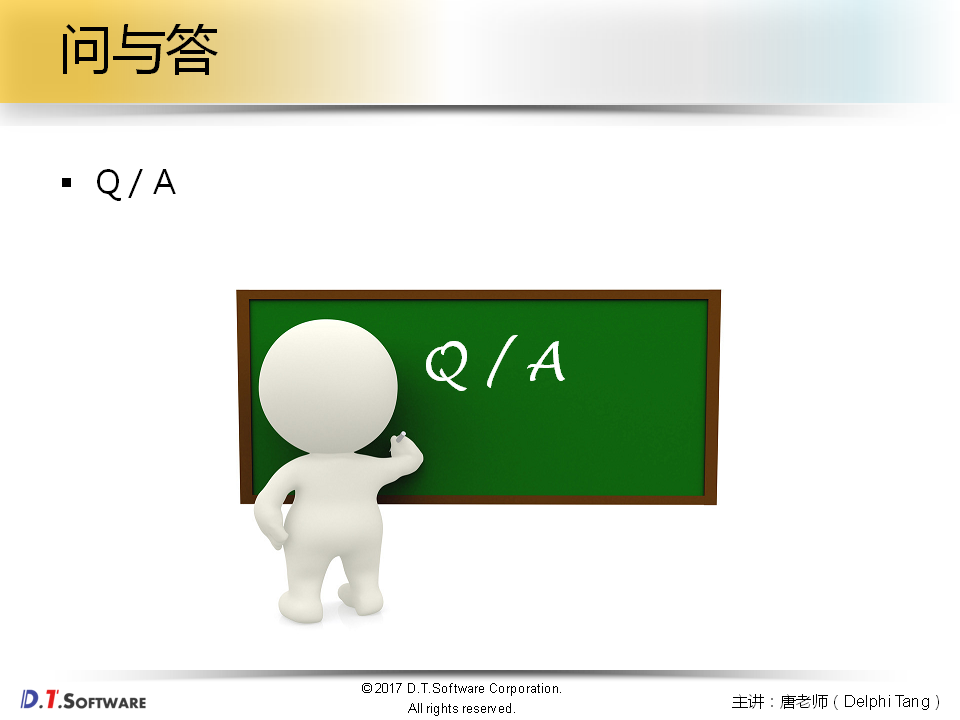 问与答
Q / A
Q / A
D.T.SOFTWARE
©2017 D.T.Software Corporation.
All rights reserved.
主讲：唐老师（Delphi Tang）